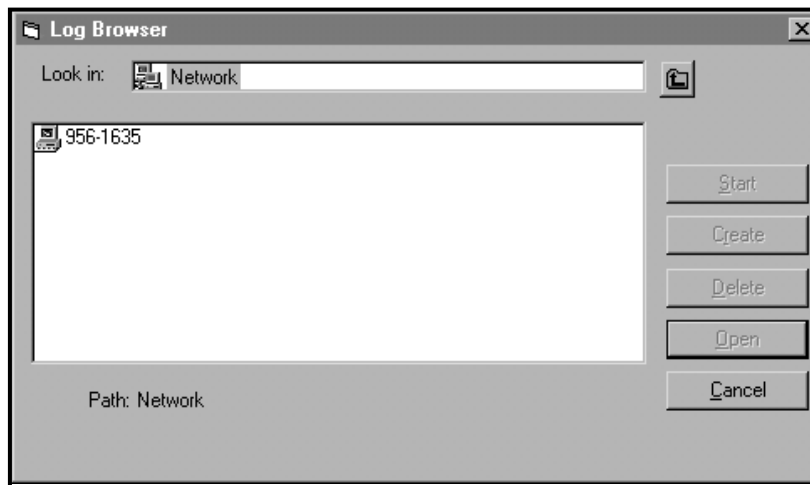 Log Browser
Look in: Network
956-1635
Start
Create
Delete
Open
Cancel
Path: Network